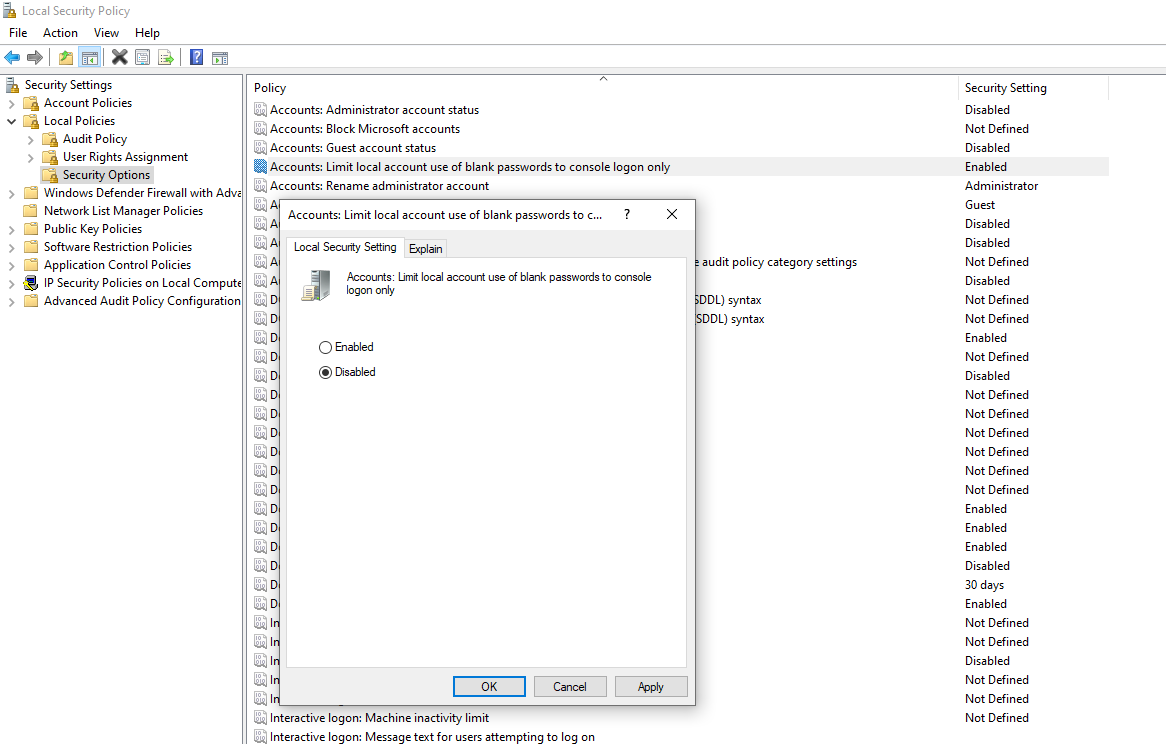 Local Security Policy
File Action View Help
Security Settings
Account Policies
Local Policies
Audit Policy
User Rights Assignment
Security Options
Windows Defender Firewall with Adva
Network List Manager Policies
Public Key Policies
Software Restriction Policies
Application Control Policies
IP Security Policies on Local Compute
Advanced Audit Policy Configuration
Policy Security Setting
Accounts: Administrator account status Disabled
Accounts: Block Microsoft accounts Not Defined
Accounts: Guest account status Disabled
Accounts: Limit local account use of blank passwords to console logon only Enabled
Accounts: Rename administrator account Administrator
A Guest
A Disabled
A Disabled
A e audit policy category settings Not Defined
A Disabled
D SDDL) syntax Not Defined
D (SDDL) syntax Not Defined
D Enabled
D Not Defined
D Disabled
D Not Defined
D Not Defined
D Not Defined
D Not Defined
D Not Defined
D Not Defined
D Enabled
D Enabled
D Enabled
D Disabled
D 30 days
D Enabled
In Not Defined
In Not Defined
In Disabled
In Not Defined
In Not Defined
Interactive logon: Machine inactivity limit Not Defined
Interactive logon: Message text for users attempting to log on
Accounts: Limit local account use of blank passwords to c... ?
Local Security Setting Explain
Accounts: Limit local account use of blank passwords to console
logon only
Enabled
Disabled
OK Cancel Apply